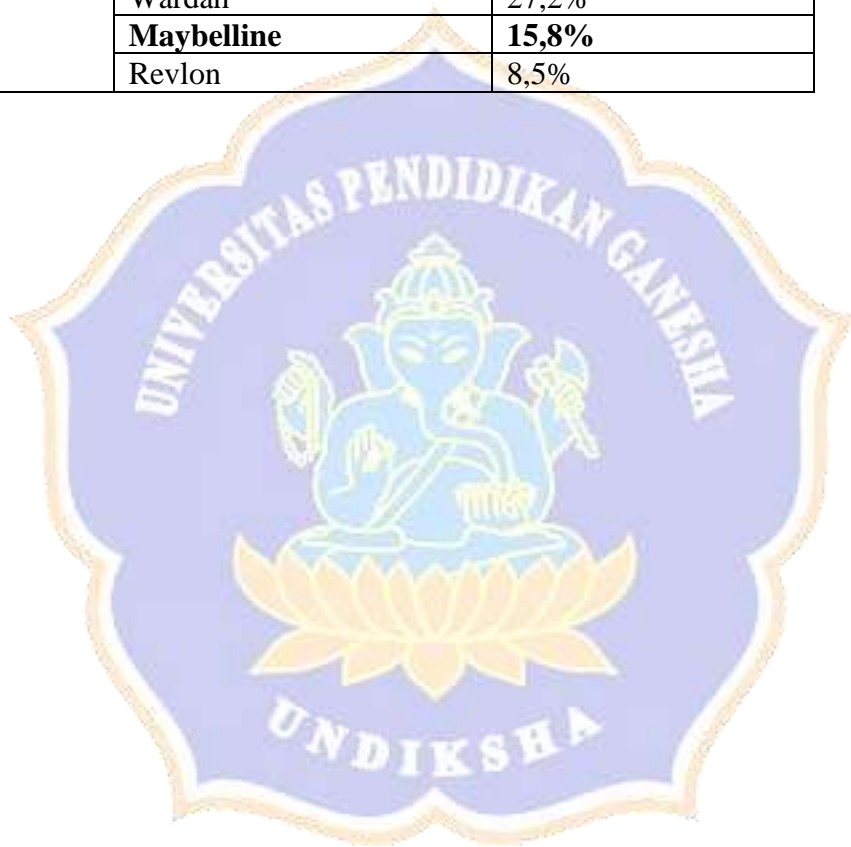 Wardah 27,2%
Maybelline 15,8%
Revlon 8,5%
UNIVERSITAS PENDIDIKAN GANESHA
UNDIKSHA